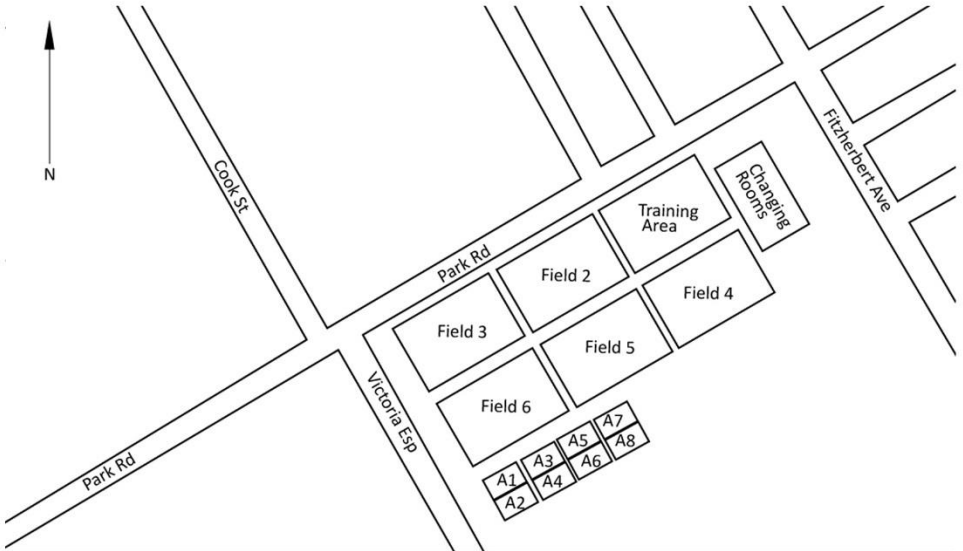 N
Cook St
Park Rd
Fitzherbert Ave
Changing
Rooms
Training
Area
Field 2
Field 3
Field 4
Field 5
Field 6
Victoria Esp
Park Rd
A7
A5
A8
A3
A6
A1
A4
A2